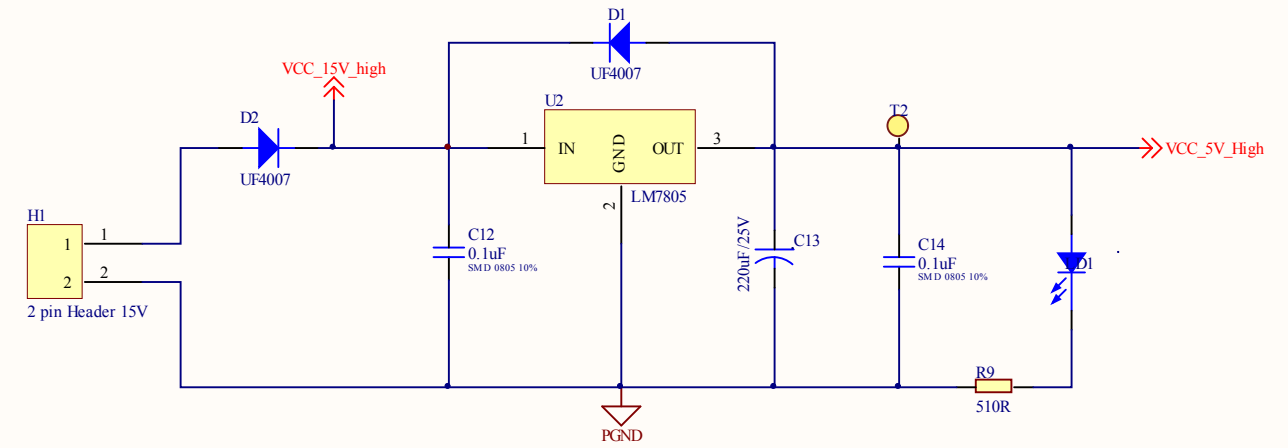 D1
UF4007
VCC_15V_high
D2
UF4007
U2
1
IN
GND
OUT
3
2
LM7805
T2
VCC_5V_High
H1
1
1
2
2
2 pin Header 15V
C12
0.1uF
SMD 0805 10%
220uF/25V
C13
C14
0.1uF
SMD 0805 10%
R9
510R
PGND